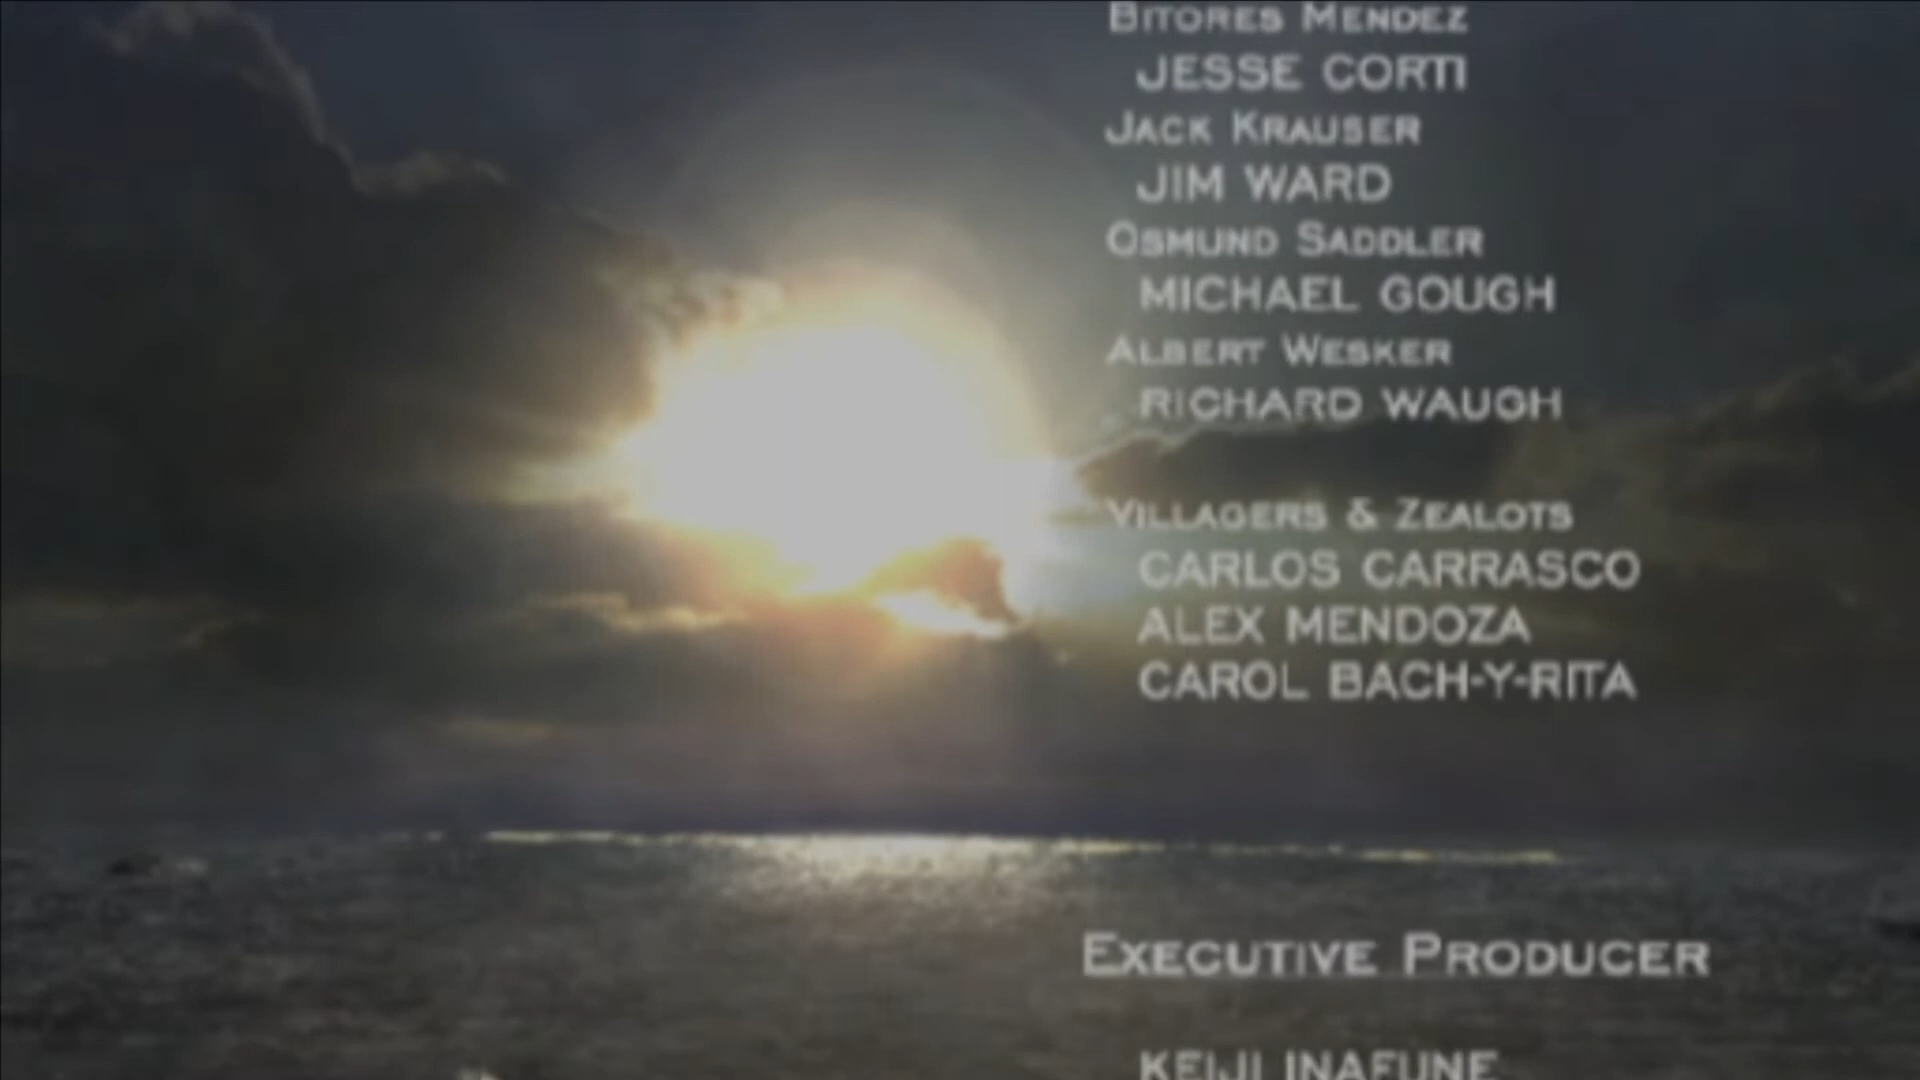 BITORES MENDEZ
JESSE CORTI
JACK KRAUSER
JIM WARD
OSMUND SADDLER
MICHAEL GOUGH
ALBERT WESKER
RICHARD WAUGH
VILLAGERS & ZEALOTS
CARLOS CARRASCO
ALEX MENDOZA
CAROL BACH-Y-RITA
EXECUTIVE PRODUCER
KEIJI INAFUNE